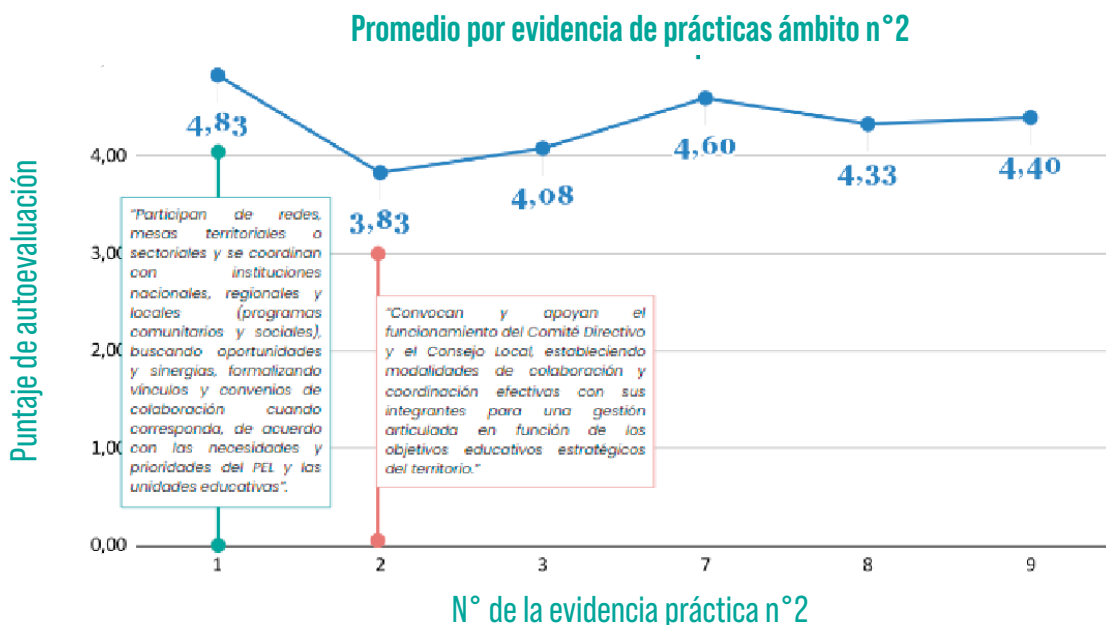 Promedio por evidencia de prácticas ámbito n°2
Puntaje de autoevaluación
4,00
3,00
2,00
1,00
0,00
4,83
3,83
4,08
4,60
4,33
4,40
"Participan de redes,
mesas territoriales o
sectoriales y se coordinan
con instituciones
nacionales, regionales y
locales (programas
comunitarios y sociales),
buscando oportunidades
y sinergias, formalizando
vínculos y convenios de
colaboración cuando
corresponda, de acuerdo
con las necesidades y
prioridades del PEL y las
unidades educativas".
"Convocan y apoyan el
funcionamiento del Comité Directivo
y el Consejo Local, estableciendo
modalidades de colaboración y
coordinación efectivas con sus
integrantes para una gestión
articulada en función de los
objetivos educativos estratégicos
del territorio."
1
2
3
7
8
9
N° de la evidencia práctica n°2